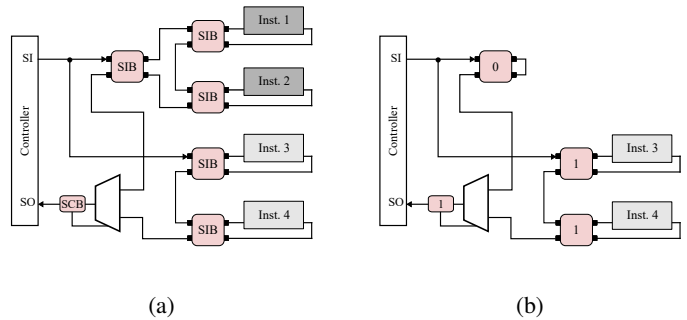 Inst. 1
SIB
SI
SIB
Inst. 2
SIB
Controller
Inst. 3
SIB
SO
SCB
Inst. 4
SIB
(a)
SI
0
Controller
Inst. 3
1
SO
1
Inst. 4
1
(b)